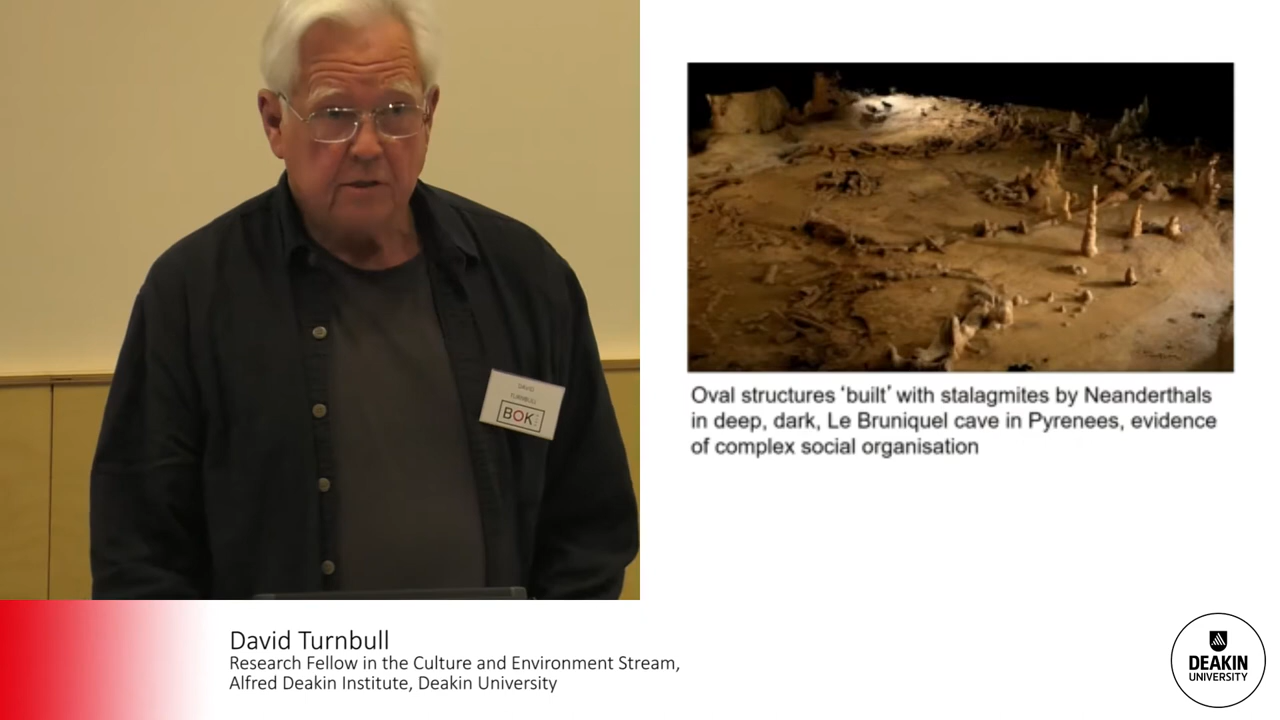 DAVID
TURNBULL
BOK
Oval structures ‘built’ with stalagmites by Neanderthals
in deep, dark, Le Bruniquel cave in Pyrenees, evidence
of complex social organisation
David Turnbull
Research Fellow in the Culture and Environment Stream,
Alfred Deakin Institute, Deakin University
DEAKIN
UNIVERSITY